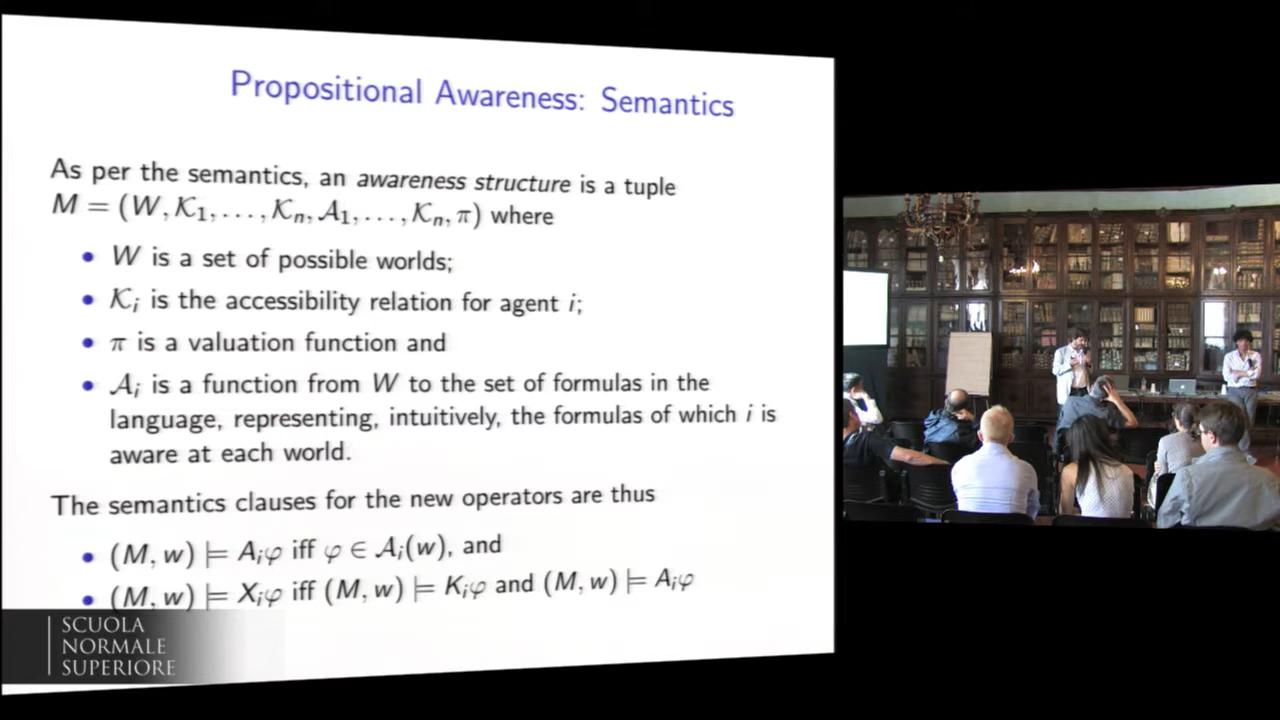 Propositional Awareness: Semantics
As per the semantics, an awareness structure is a tuple
M = (W, 𝒦₁, . . . , 𝒦ₙ, 𝒜₁, . . . , 𝒦ₙ, π) where
• W is a set of possible worlds;
• 𝒦ᵢ is the accessibility relation for agent i;
• π is a valuation function and
• 𝒜ᵢ is a function from W to the set of formulas in the
language, representing, intuitively, the formulas of which i is
aware at each world.
The semantics clauses for the new operators are thus
• (M, w) ⊨ Aᵢφ iff φ ∈ 𝒜ᵢ(w), and
• (M, w) ⊨ Xᵢφ iff (M, w) ⊨ Kᵢφ and (M, w) ⊨ Aᵢφ
SCUOLA
NORMALE
SUPERIORE